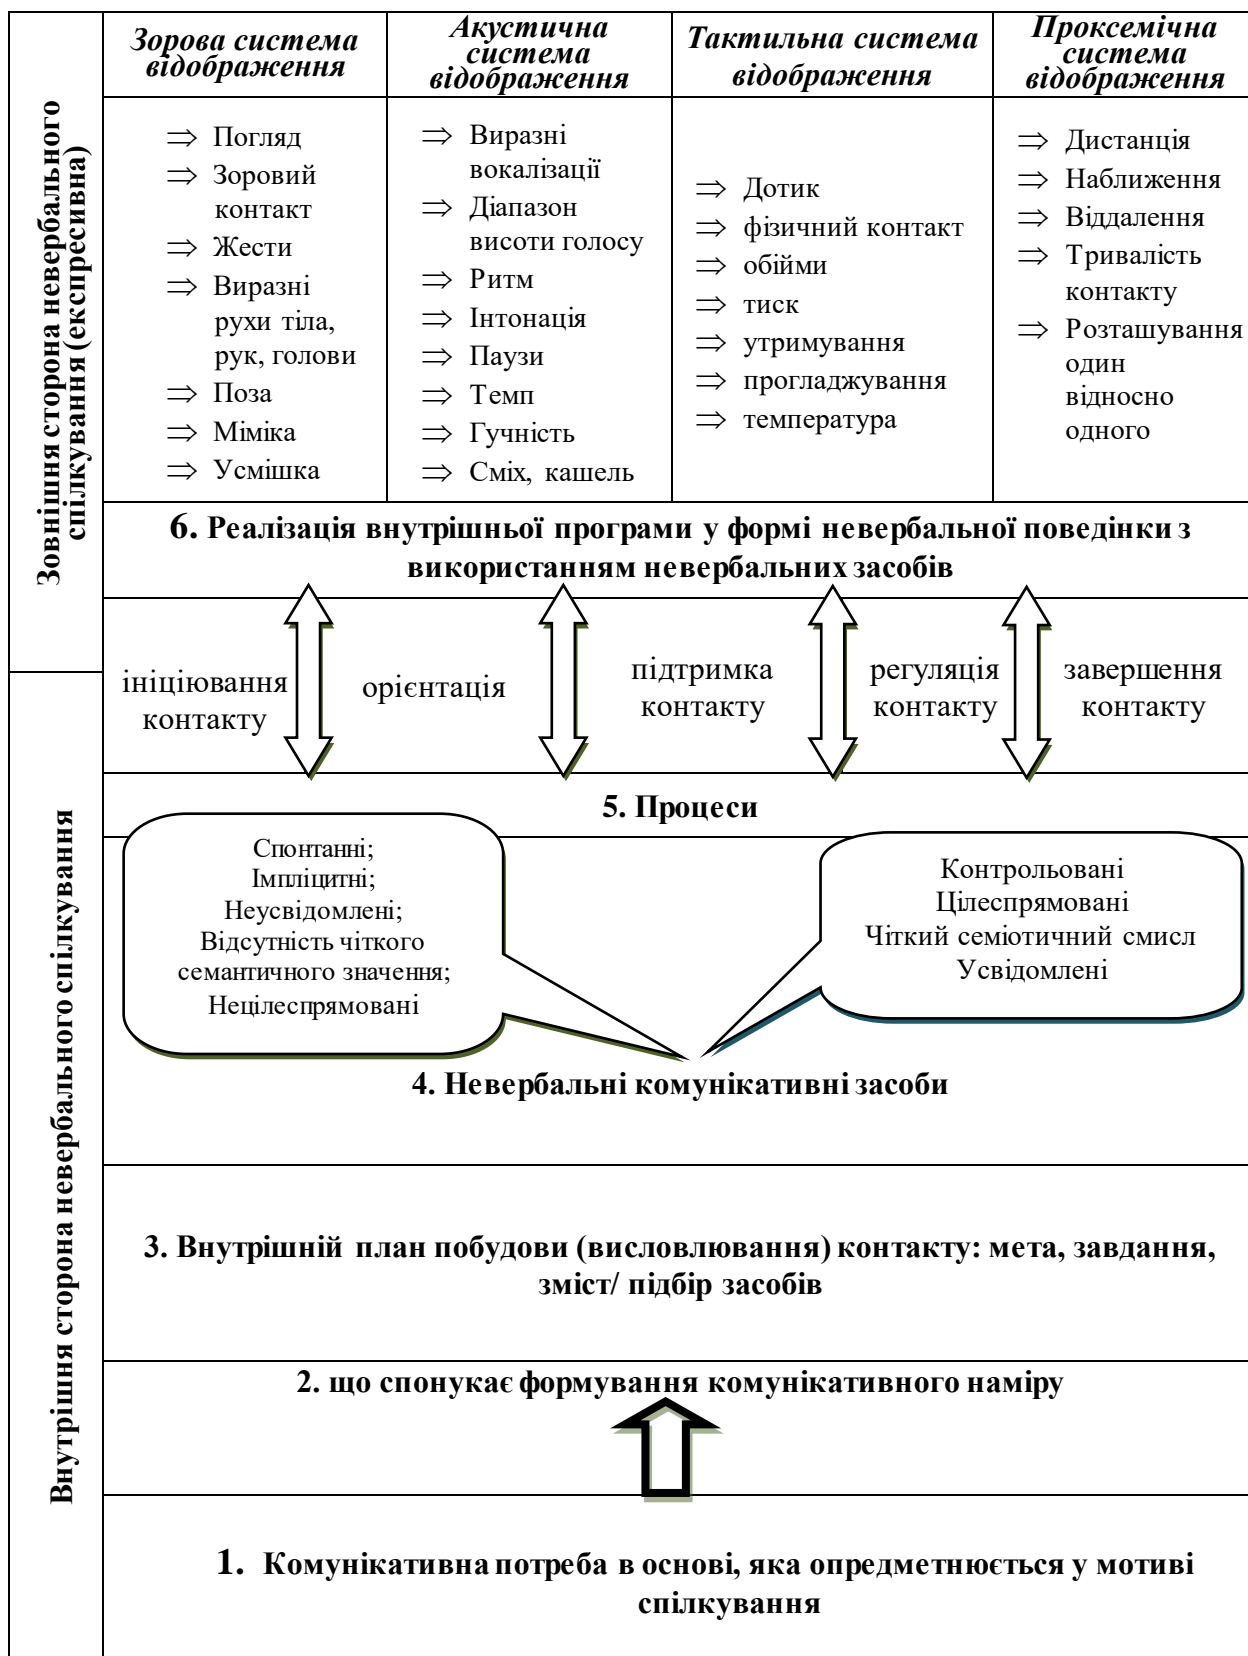 Зовнішня сторона невербального
спілкування (експресивна)
Зорова система
відображення
Акустична
система
відображення
Тактильна система
відображення
Проксемічна
система
відображення
⇒ Погляд
⇒ Зоровий
контакт
⇒ Жести
⇒ Виразні
рухи тіла,
рук, голови
⇒ Поза
⇒ Міміка
⇒ Усмішка
⇒ Виразні
вокалізації
⇒ Діапазон
висоти голосу
⇒ Ритм
⇒ Інтонація
⇒ Паузи
⇒ Темп
⇒ Гучність
⇒ Сміх, кашель
⇒ Дотик
⇒ фізичний контакт
⇒ обійми
⇒ тиск
⇒ утримування
⇒ прогладжування
⇒ температура
⇒ Дистанція
⇒ Наближення
⇒ Віддалення
⇒ Тривалість
контакту
⇒ Розташування
один
відносно
одного
6. Реалізація внутрішньої програми у формі невербальної поведінки з
використанням невербальних засобів
ініціювання
контакту
орієнтація
підтримка
контакту
регуляція
контакту
завершення
контакту
Внутрішня сторона невербального спілкування
5. Процеси
Спонтанні;
Імпліцитні;
Неусвідомлені;
Відсутність чіткого
семантичного значення;
Нецілеспрямовані
Контрольовані
Цілеспрямовані
Чіткий семіотичний смисл
Усвідомлені
4. Невербальні комунікативні засоби
3. Внутрішній план побудови (висловлювання) контакту: мета, завдання,
зміст/ підбір засобів
2. що спонукає формування комунікативного наміру
1. Комунікативна потреба в основі, яка опредметнюється у мотиві
спілкування